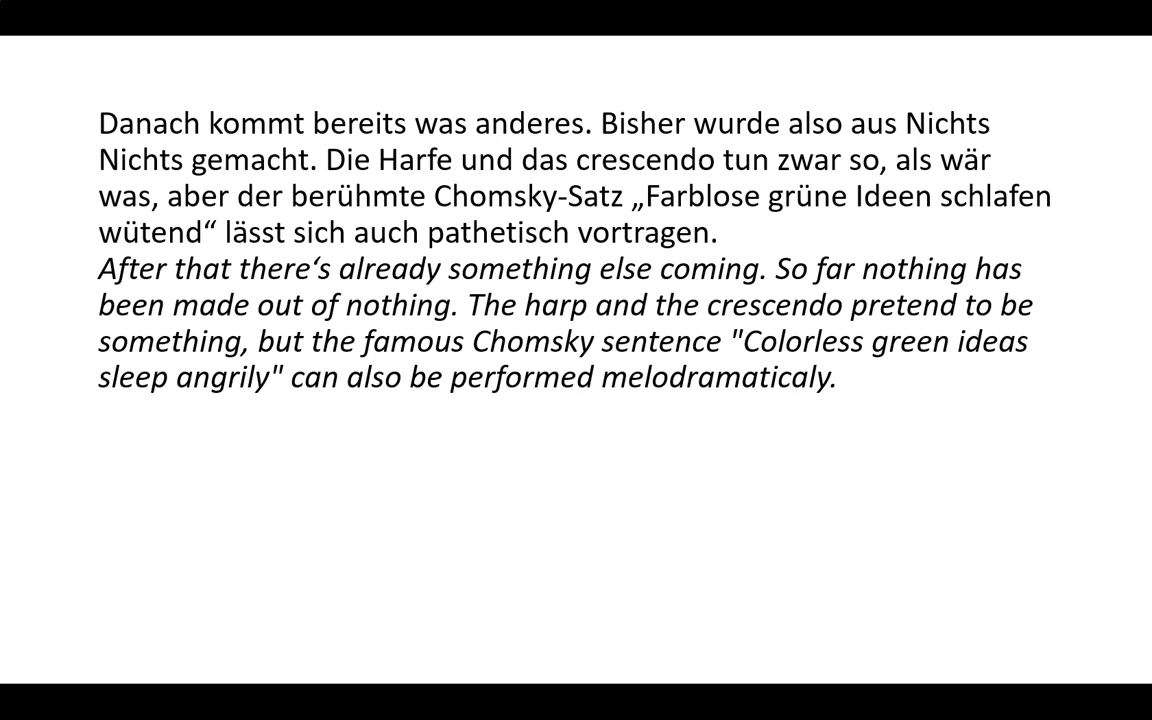 Danach kommt bereits was anderes. Bisher wurde also aus Nichts
Nichts gemacht. Die Harfe und das crescendo tun zwar so, als wär
was, aber der berühmte Chomsky-Satz „Farblose grüne Ideen schlafen
wütend“ lässt sich auch pathetisch vortragen.
After that there‘s already something else coming. So far nothing has
been made out of nothing. The harp and the crescendo pretend to be
something, but the famous Chomsky sentence "Colorless green ideas
sleep angrily" can also be performed melodramaticaly.